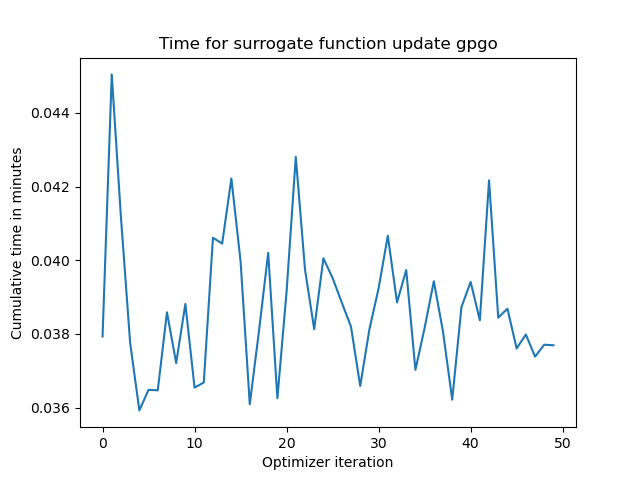 Time for surrogate function update gpgo
Cumulative time in minutes
0.044
0.042
0.040
0.038
0.036
0 10 20 30 40 50
Optimizer iteration